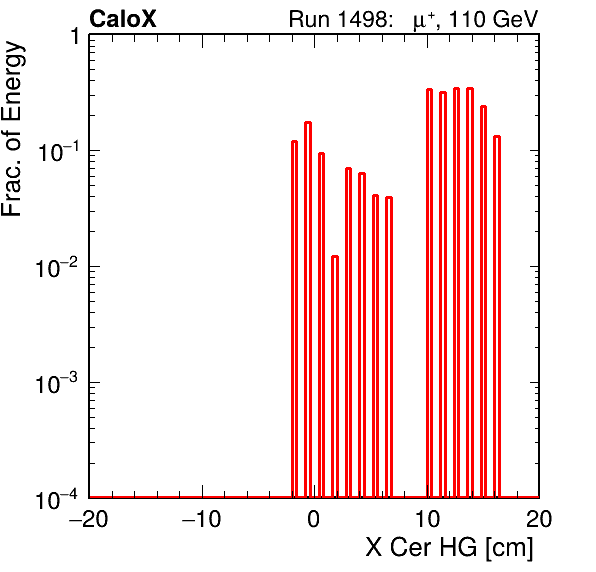 CaloX Run 1498: μ⁺, 110 GeV
Frac. of Energy
1
10⁻¹
10⁻²
10⁻³
10⁻⁴
−20 −10 0 10 20
X Cer HG [cm]